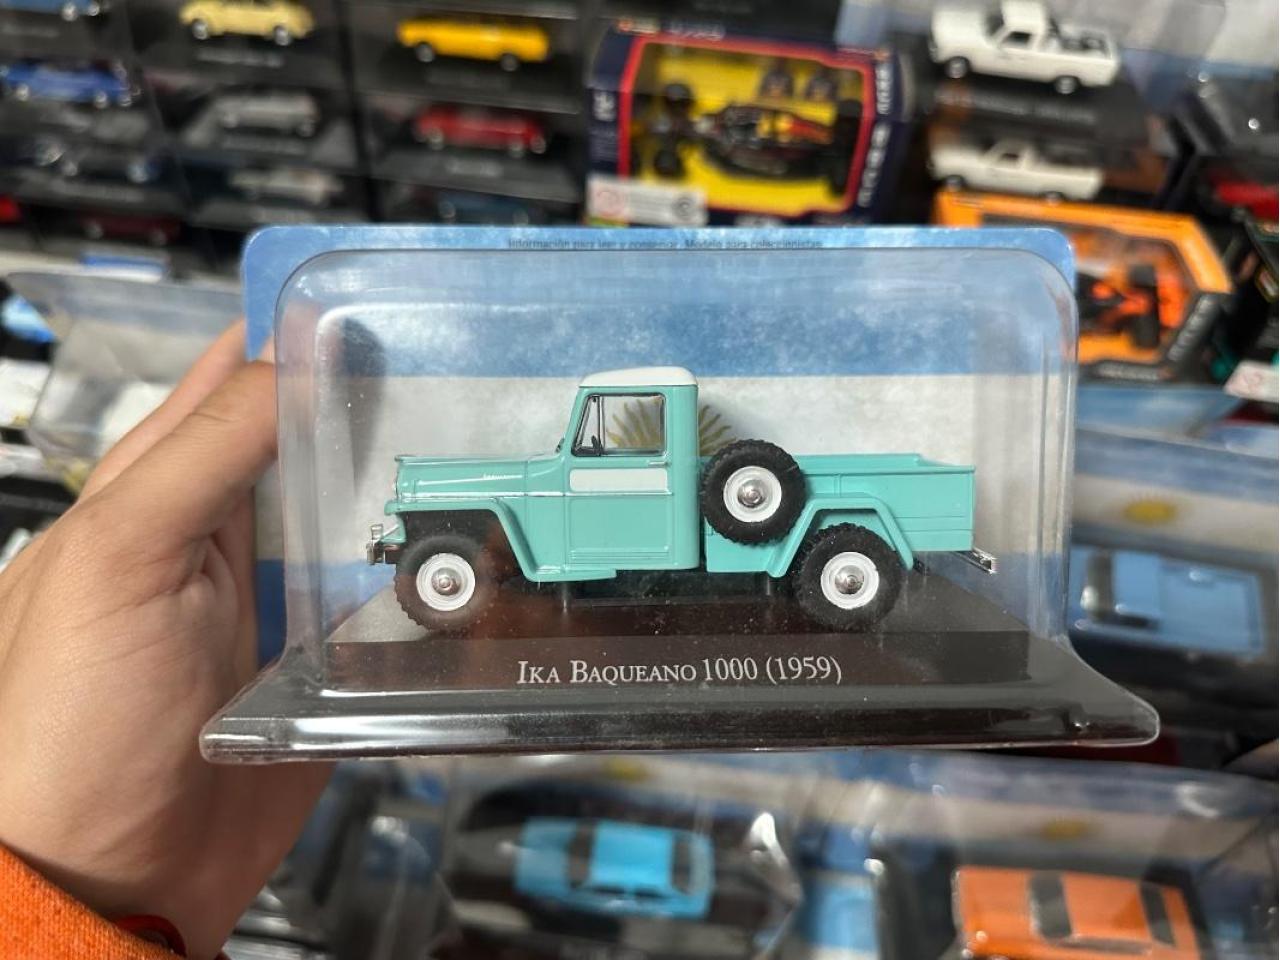 Información para leer y conservar. Modelo para coleccionistas
IKA BAQUEANO 1000 (1959)